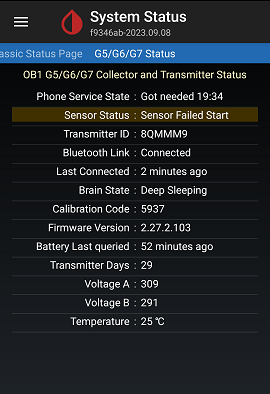 System Status
f9346ab-2023.09.08
assic Status Page G5/G6/G7 Status
OB1 G5/G6/G7 Collector and Transmitter Status
Phone Service State : Got needed 19:34
Sensor Status : Sensor Failed Start
Transmitter ID : 8QMMM9
Bluetooth Link : Connected
Last Connected : 2 minutes ago
Brain State : Deep Sleeping
Calibration Code : 5937
Firmware Version : 2.27.2.103
Battery Last queried : 52 minutes ago
Transmitter Days : 29
Voltage A : 309
Voltage B : 291
Temperature : 25 ℃